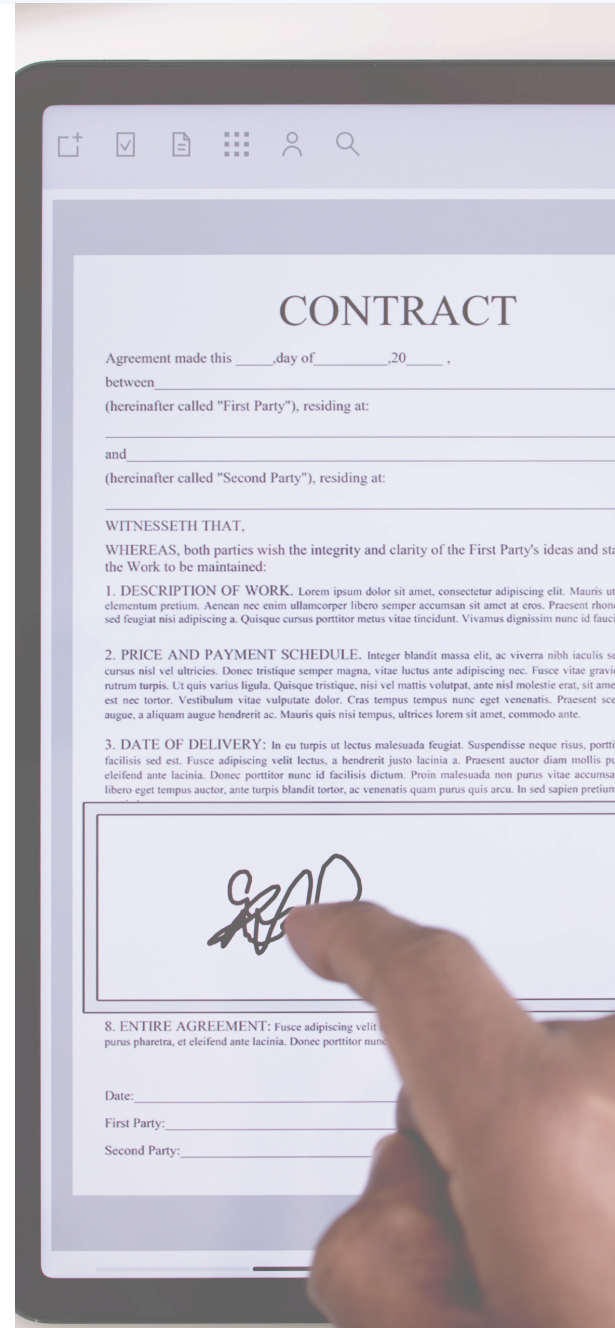 CONTRACT
Agreement made this _____,day of__________,20_____ ,
between
(hereinafter called "First Party"), residing at:
and
(hereinafter called "Second Party"), residing at:
WITNESSETH THAT,
WHEREAS, both parties wish the integrity and clarity of the First Party's ideas and
the Work to be maintained:
1. DESCRIPTION OF WORK. Lorem ipsum dolor sit amet, consectetur adipiscing elit. Mauris ut
elementum pretium. Aenean nec enim ullamcorper libero semper accumsan sit amet at eros. Praesent
sed feugiat nisi adipiscing a. Quisque cursus porttitor metus vitae tincidunt. Vivamus dignissim nunc id
2. PRICE AND PAYMENT SCHEDULE. Integer blandit massa elit, ac viverra nibh iaculis
cursus nisl vel ultricies. Donec tristique semper magna, vitae luctus ante adipiscing nec. Fusce vitae
rutrum turpis. Ut quis varius ligula. Quisque tristique, nisi vel mattis volutpat, ante nisl molestie erat, sit
est nec tortor. Vestibulum vitae vulputate dolor. Cras tempus tempus nunc eget venenatis. Praesent
augue, a aliquam augue hendrerit ac. Mauris quis nisi tempus, ultrices lorem sit amet, commodo ante.
3. DATE OF DELIVERY: In eu turpis ut lectus malesuada feugiat. Suspendisse neque risus,
facilisis sed est. Fusce adipiscing velit lectus, a hendrerit justo lacinia a. Praesent auctor diam mollis
eleifend ante lacinia. Donec porttitor nunc id facilisis dictum. Proin malesuada non purus vitae
libero eget tempus auctor, ante turpis blandit tortor, ac venenatis quam purus quis arcu. In sed sapien pretium
8. ENTIRE AGREEMENT: Fusce adipiscing velit
purus pharetra, et eleifend ante lacinia. Donec porttitor nunc
Date:
First Party:
Second Party: